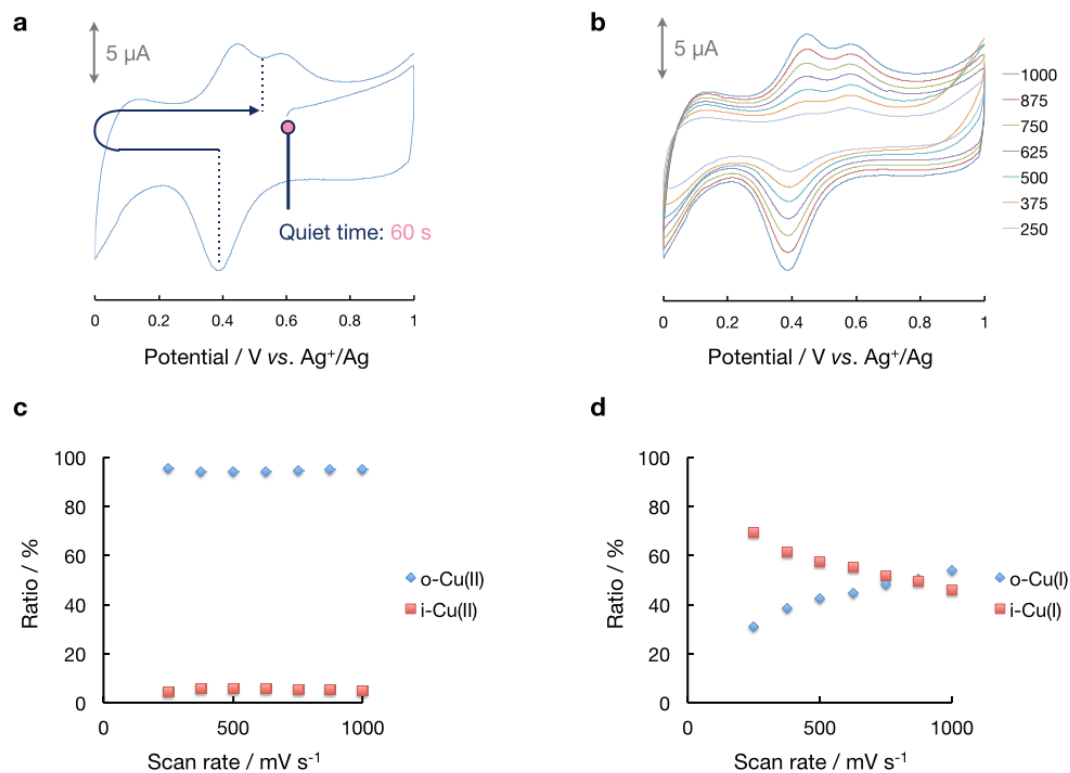 a
5 µA
Quiet time: 60 s
0 0.2 0.4 0.6 0.8 1
Potential / V vs. Ag⁺/Ag
b
5 µA
1000
875
750
625
500
375
250
0 0.2 0.4 0.6 0.8 1
Potential / V vs. Ag⁺/Ag
c
100
80
60
40
20
0
Ratio / %
o-Cu(II)
i-Cu(II)
0 500 1000
Scan rate / mV s⁻¹
d
100
80
60
40
20
0
Ratio / %
o-Cu(I)
i-Cu(I)
0 500 1000
Scan rate / mV s⁻¹